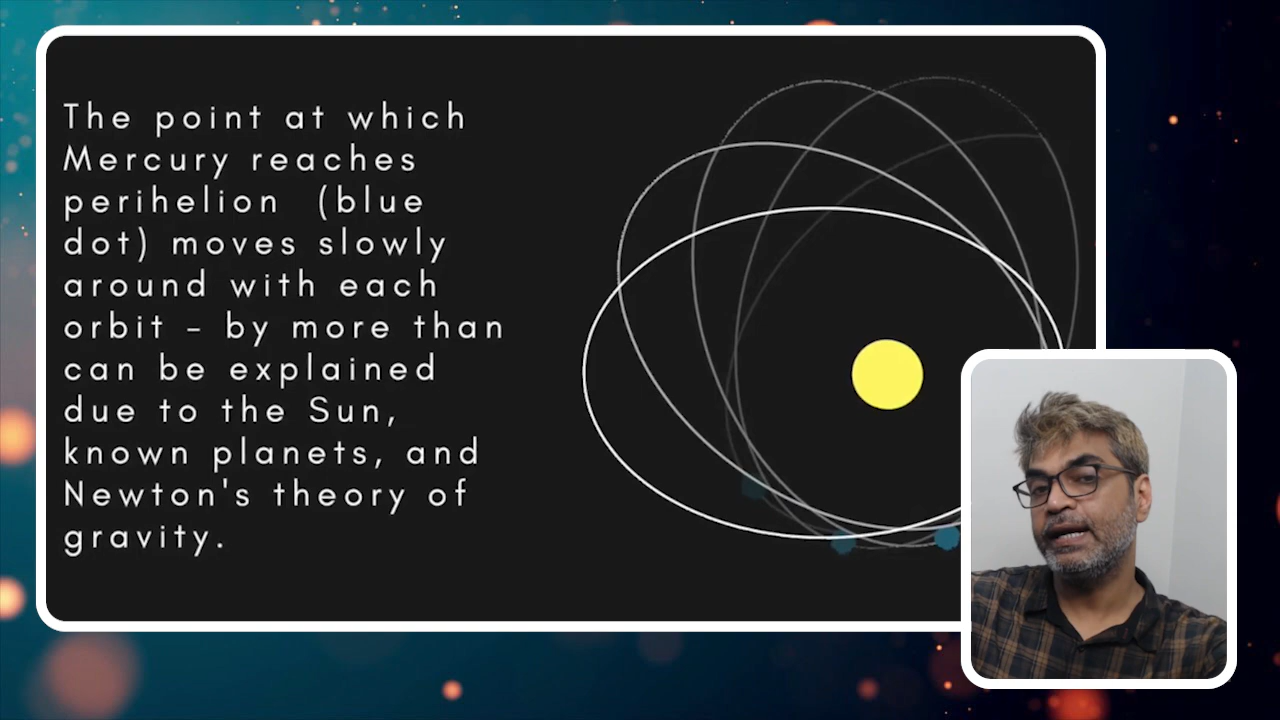 The point at which
Mercury reaches
perihelion (blue
dot) moves slowly
around with each
orbit - by more than
can be explained
due to the Sun,
known planets, and
Newton's theory of
gravity.